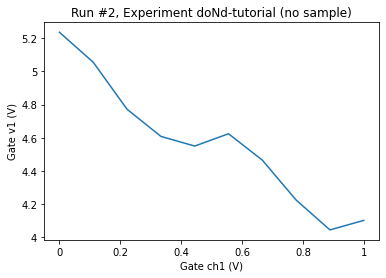 Run #2, Experiment doNd-tutorial (no sample)
Gate v1 (V)
5.2
5
4.8
4.6
4.4
4.2
4
0 0.2 0.4 0.6 0.8 1
Gate ch1 (V)